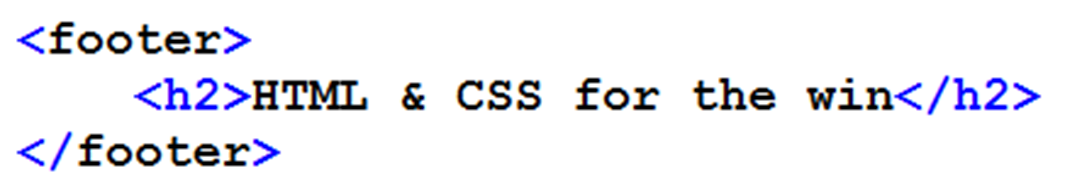 <footer>
<h2>HTML & CSS for the win</h2>
</footer>